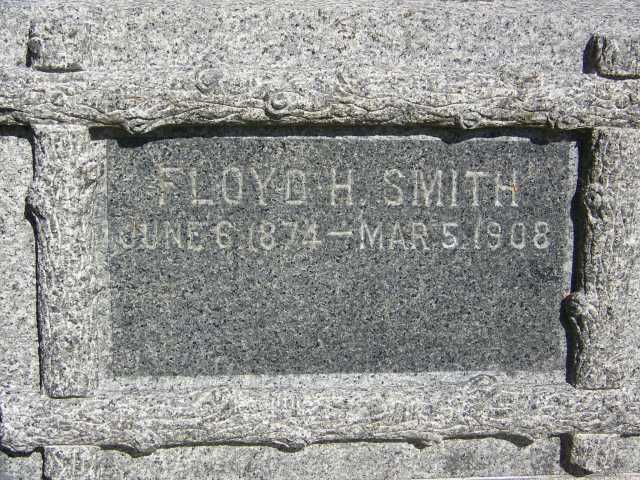 FLOYD H. SMITH
JUNE 6, 1874 — MAR. 5, 1908